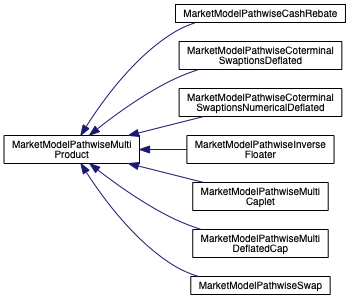 MarketModelPathwiseCashRebate
MarketModelPathwiseCoterminal
SwaptionsDeflated
MarketModelPathwiseCoterminal
SwaptionsNumericalDeflated
MarketModelPathwiseMulti
Product
MarketModelPathwiseInverse
Floater
MarketModelPathwiseMulti
Caplet
MarketModelPathwiseMulti
DeflatedCap
MarketModelPathwiseSwap